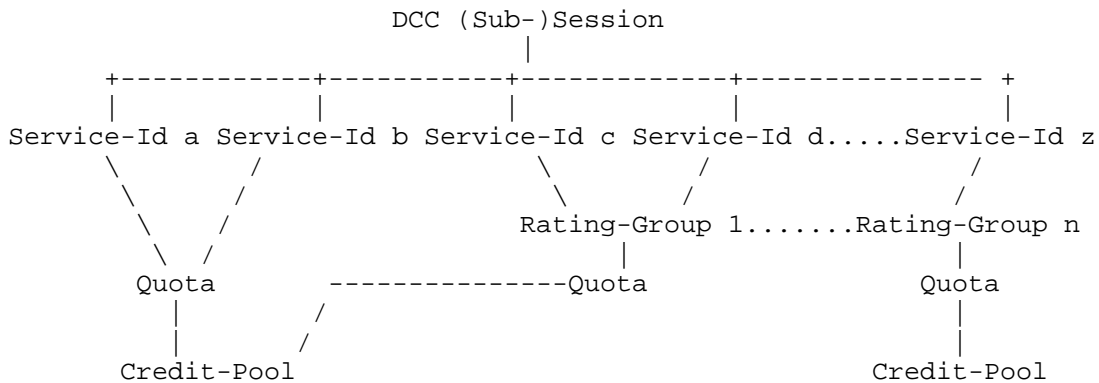 DCC (Sub-)Session
Service-Id a Service-Id b Service-Id c Service-Id d.....Service-Id z
Rating-Group 1.......Rating-Group n
Quota ---------------Quota Quota
Credit-Pool Credit-Pool